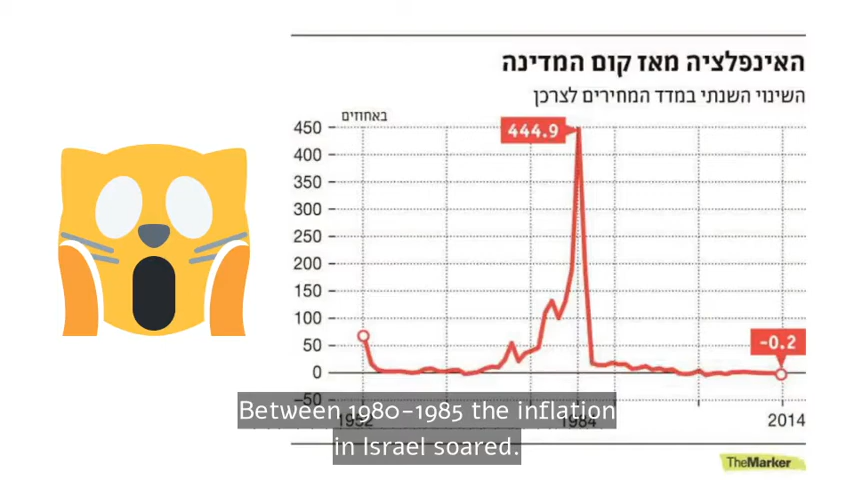 האינפלציה מאז קום המדינה
השינוי השנתי במדד המחירים לצרכן
באחוזים
450
400
350
300
250
200
150
100
50
0
-50
444.9
-0.2
1984
2014
Between 1980-1985 the inflation
in Israel soared.
TheMarker